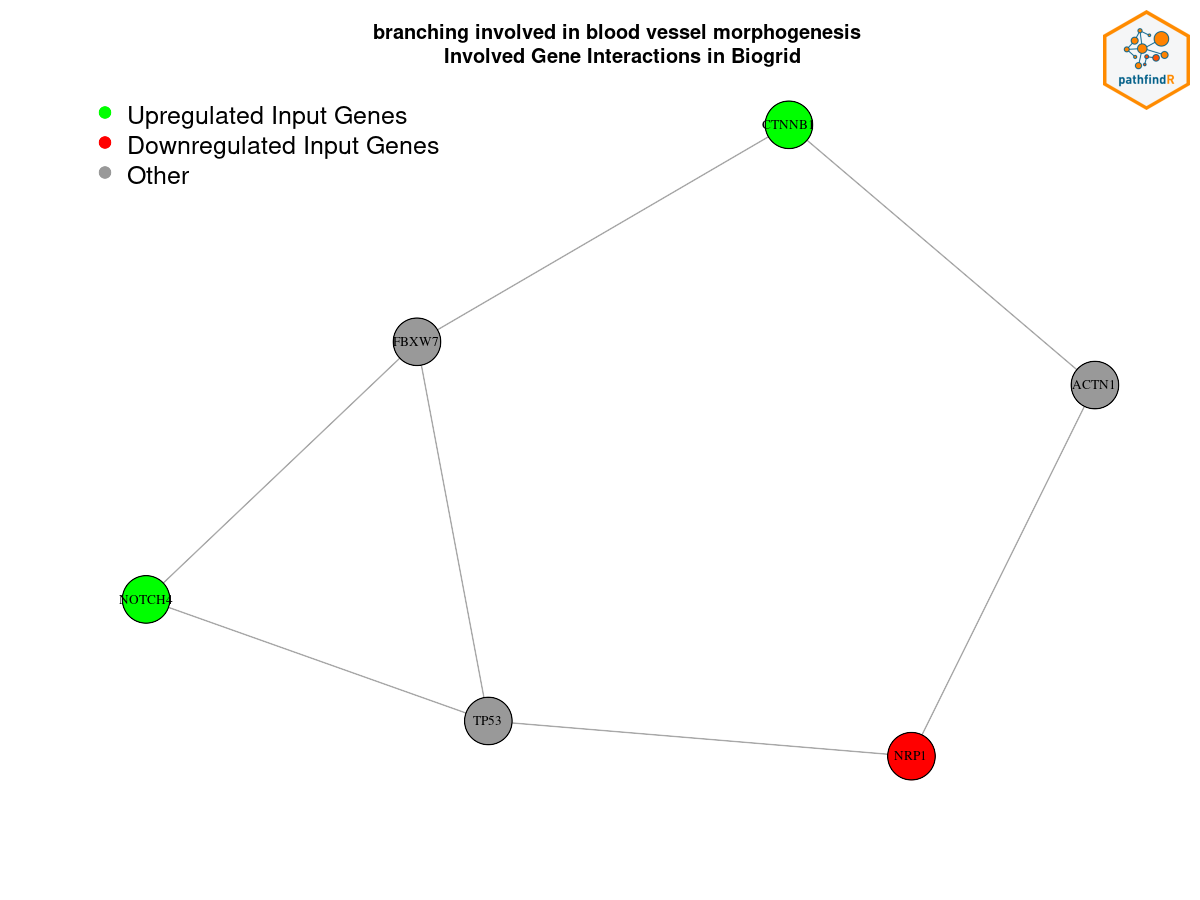 branching involved in blood vessel morphogenesis
Involved Gene Interactions in Biogrid
pathfindR
Upregulated Input Genes
Downregulated Input Genes
Other
CTNNB1
FBXW7
ACTN1
NOTCH4
TP53
NRP1